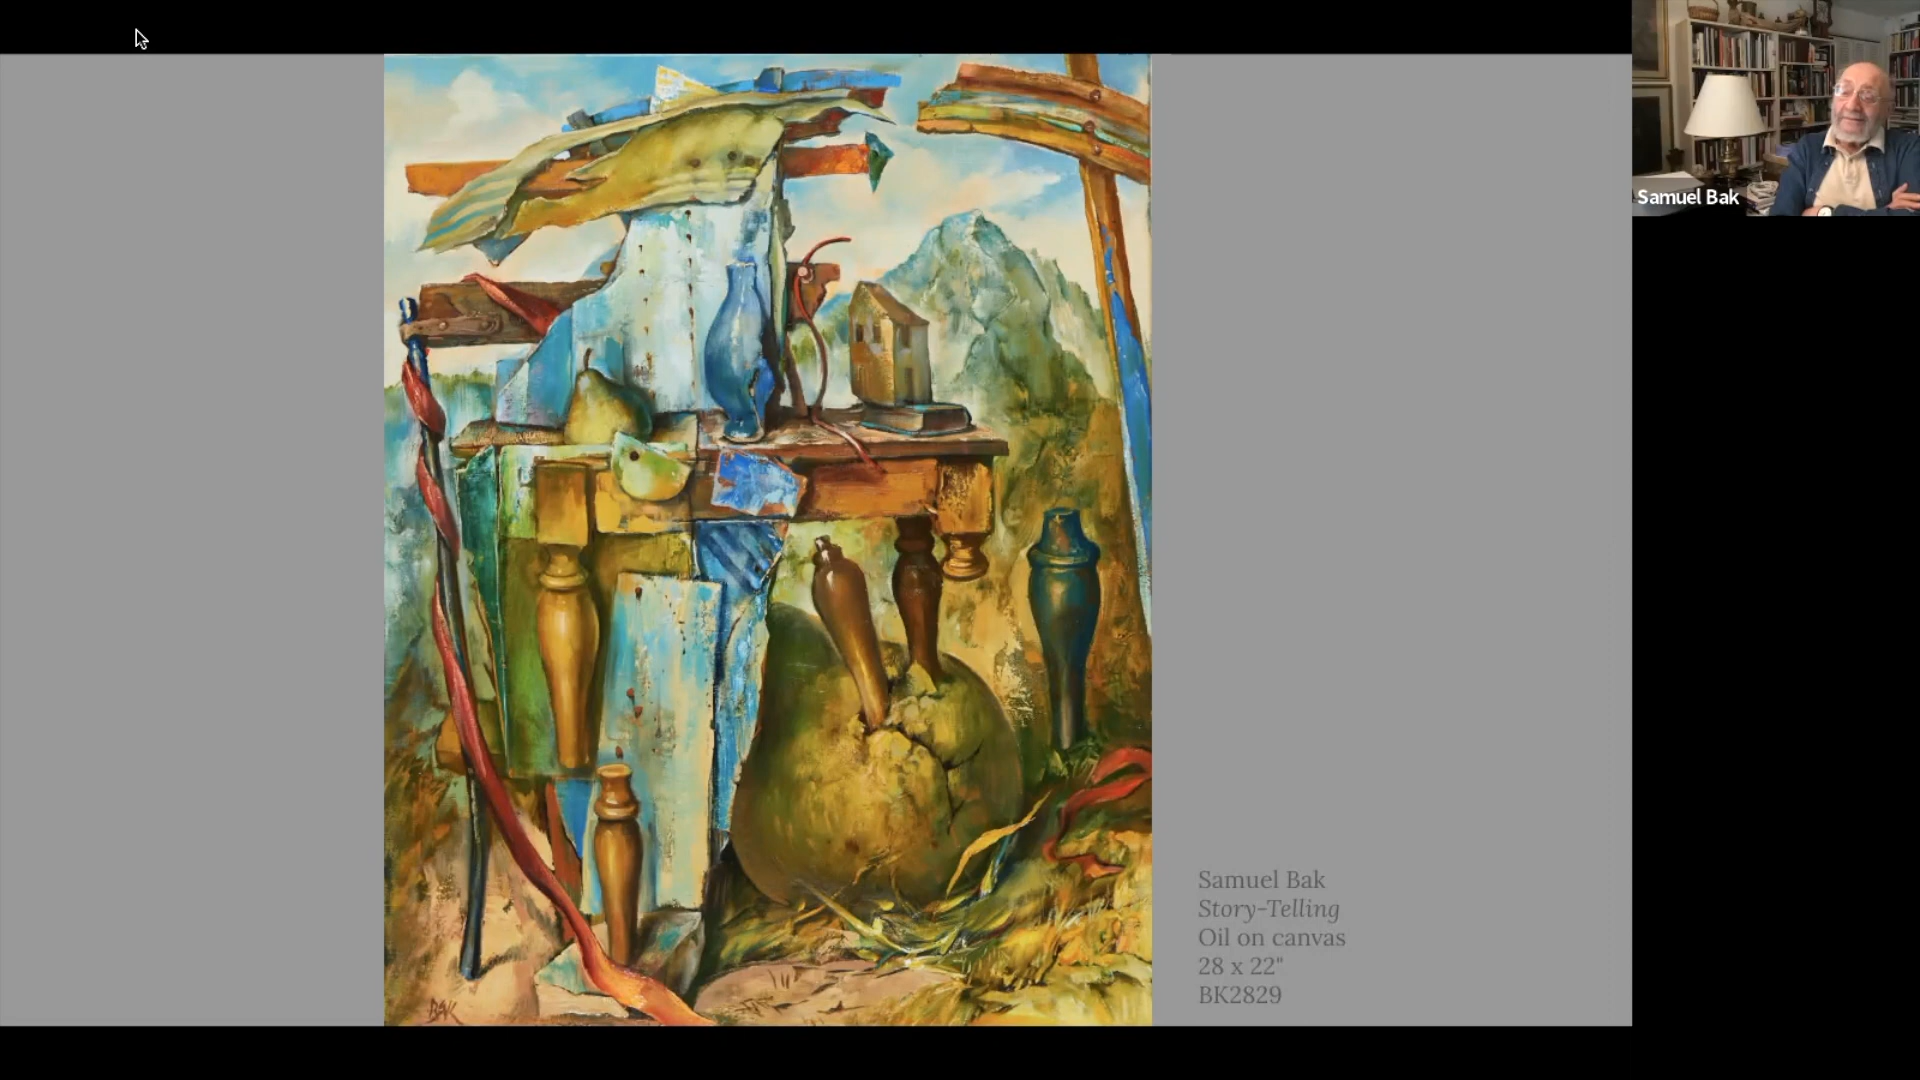 Samuel Bak
Samuel Bak
Story-Telling
Oil on canvas
28 x 22"
BK2829
BAK